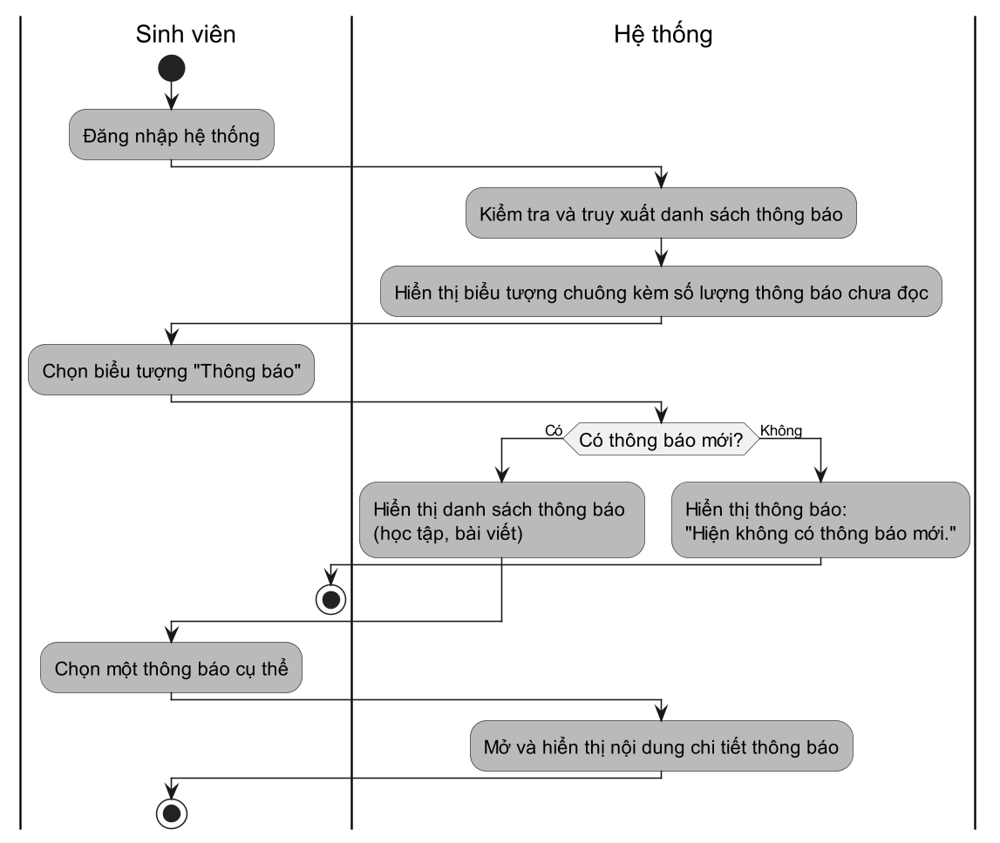 Sinh viên
Hệ thống
Đăng nhập hệ thống
Kiểm tra và truy xuất danh sách thông báo
Hiển thị biểu tượng chuông kèm số lượng thông báo chưa đọc
Chọn biểu tượng "Thông báo"
Có thông báo mới?
Có
Không
Hiển thị danh sách thông báo
(học tập, bài viết)
Hiển thị thông báo:
"Hiện không có thông báo mới."
Chọn một thông báo cụ thể
Mở và hiển thị nội dung chi tiết thông báo